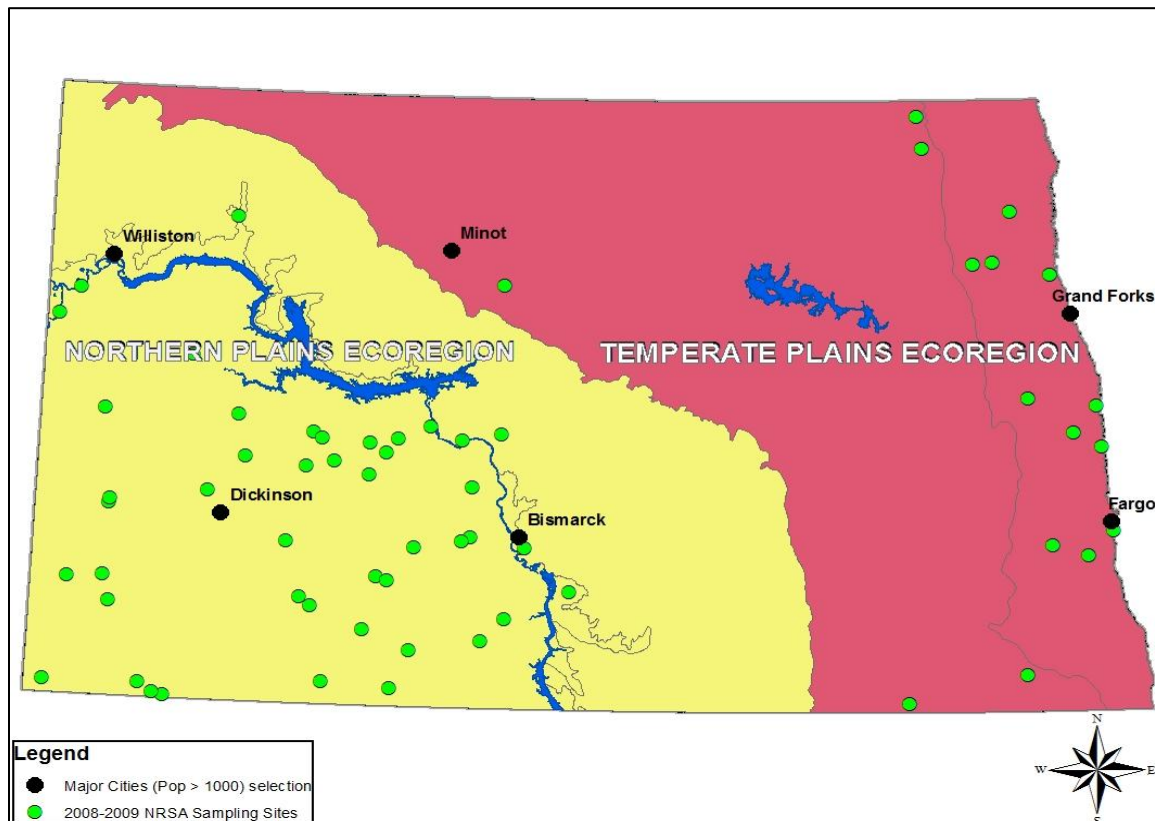 Williston
Minot
Grand Forks
NORTHERN PLAINS ECOREGION
TEMPERATE PLAINS ECOREGION
Dickinson
Fargo
Bismarck
Legend
Major Cities (Pop > 1000) selection
2008-2009 NRSA Sampling Sites
N
W
E
S